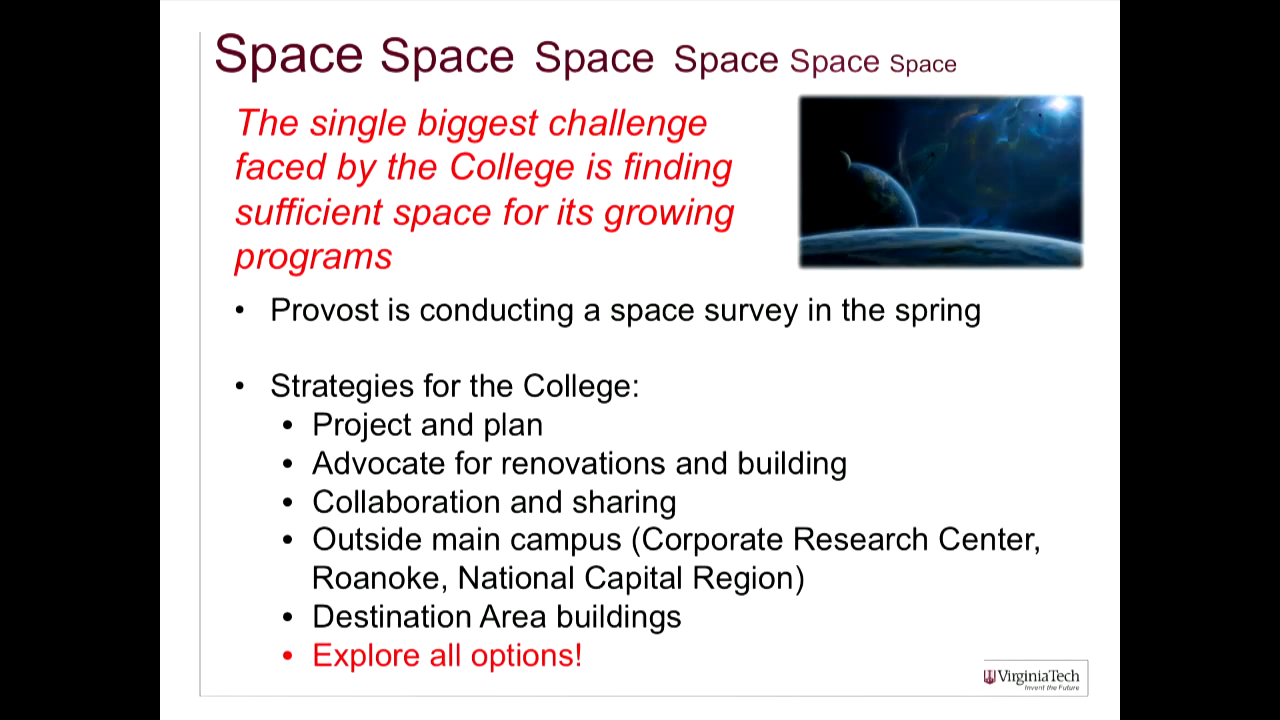 Space Space Space Space Space Space
The single biggest challenge
faced by the College is finding
sufficient space for its growing
programs
• Provost is conducting a space survey in the spring
• Strategies for the College:
• Project and plan
• Advocate for renovations and building
• Collaboration and sharing
• Outside main campus (Corporate Research Center,
Roanoke, National Capital Region)
• Destination Area buildings
• Explore all options!
VirginiaTech
Invent the Future